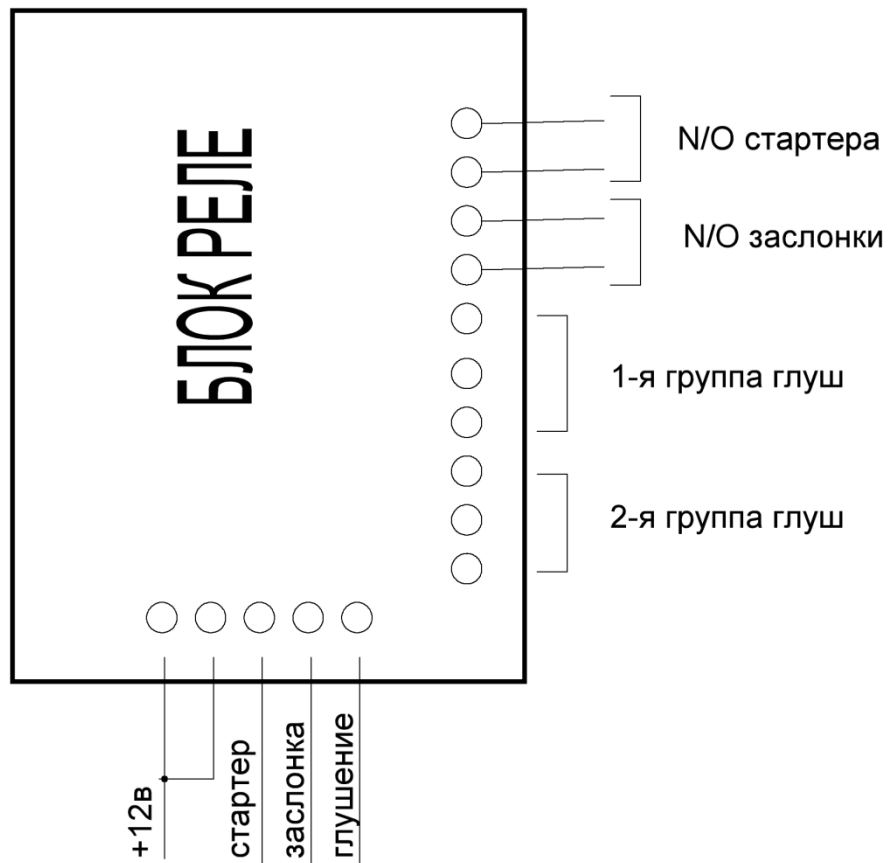 БЛОК РЕЛЕ
N/O стартера
N/O заслонки
1-я группа глуш
2-я группа глуш
+12в
стартер
заслонка
глушение